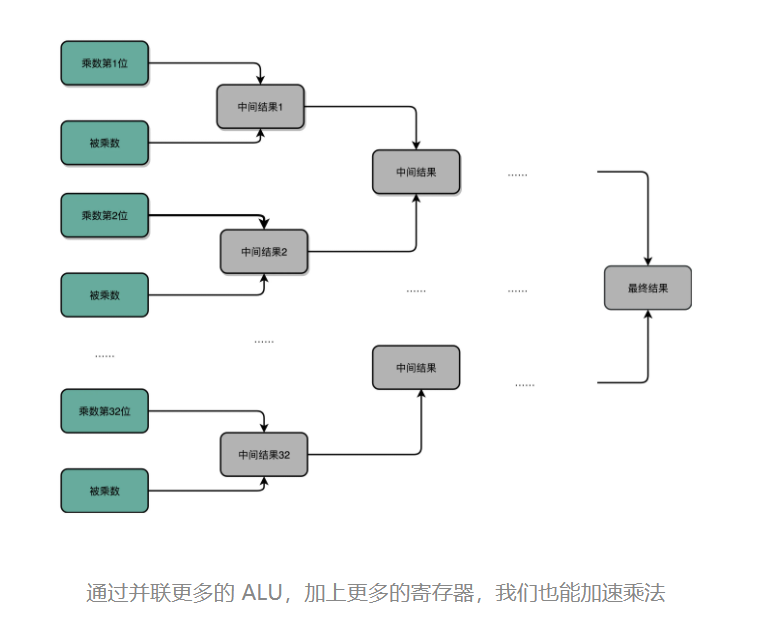 乘数第1位
中间结果1
被乘数
中间结果
......
乘数第2位
中间结果2
被乘数
......
......
最终结果
......
......
中间结果
......
乘数第32位
中间结果32
被乘数
通过并联更多的 ALU，加上更多的寄存器，我们也能加速乘法